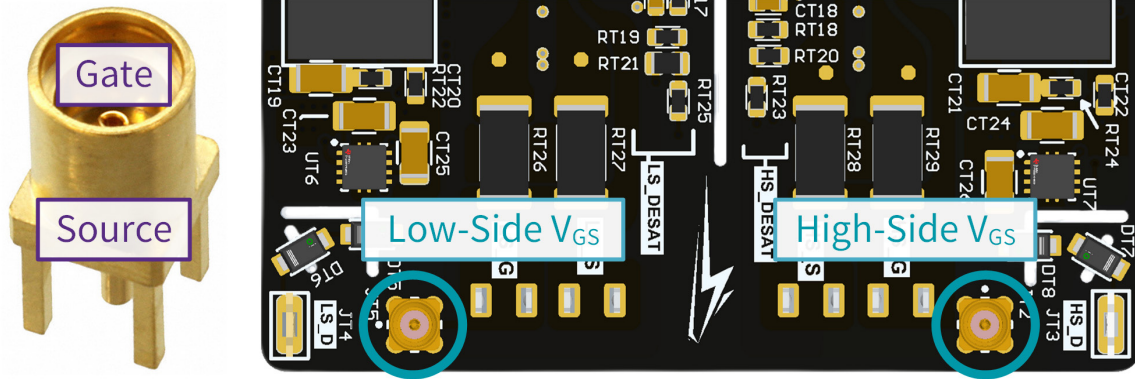 Gate
Source
17
CT18
RT18
RT19
RT21
RT20
RT25
RT23
CT19
CT20
RT22
CT23
CT25
UT6
RT26
RT27
RT28
RT29
CT21
CT22
CT24
RT24
CT26
UT7
LS_DESAT
HS_DESAT
Low-Side VGS
High-Side VGS
G
S
S
G
DT6
DT7
DT8
JT4
LS_D
JT3
HS_D